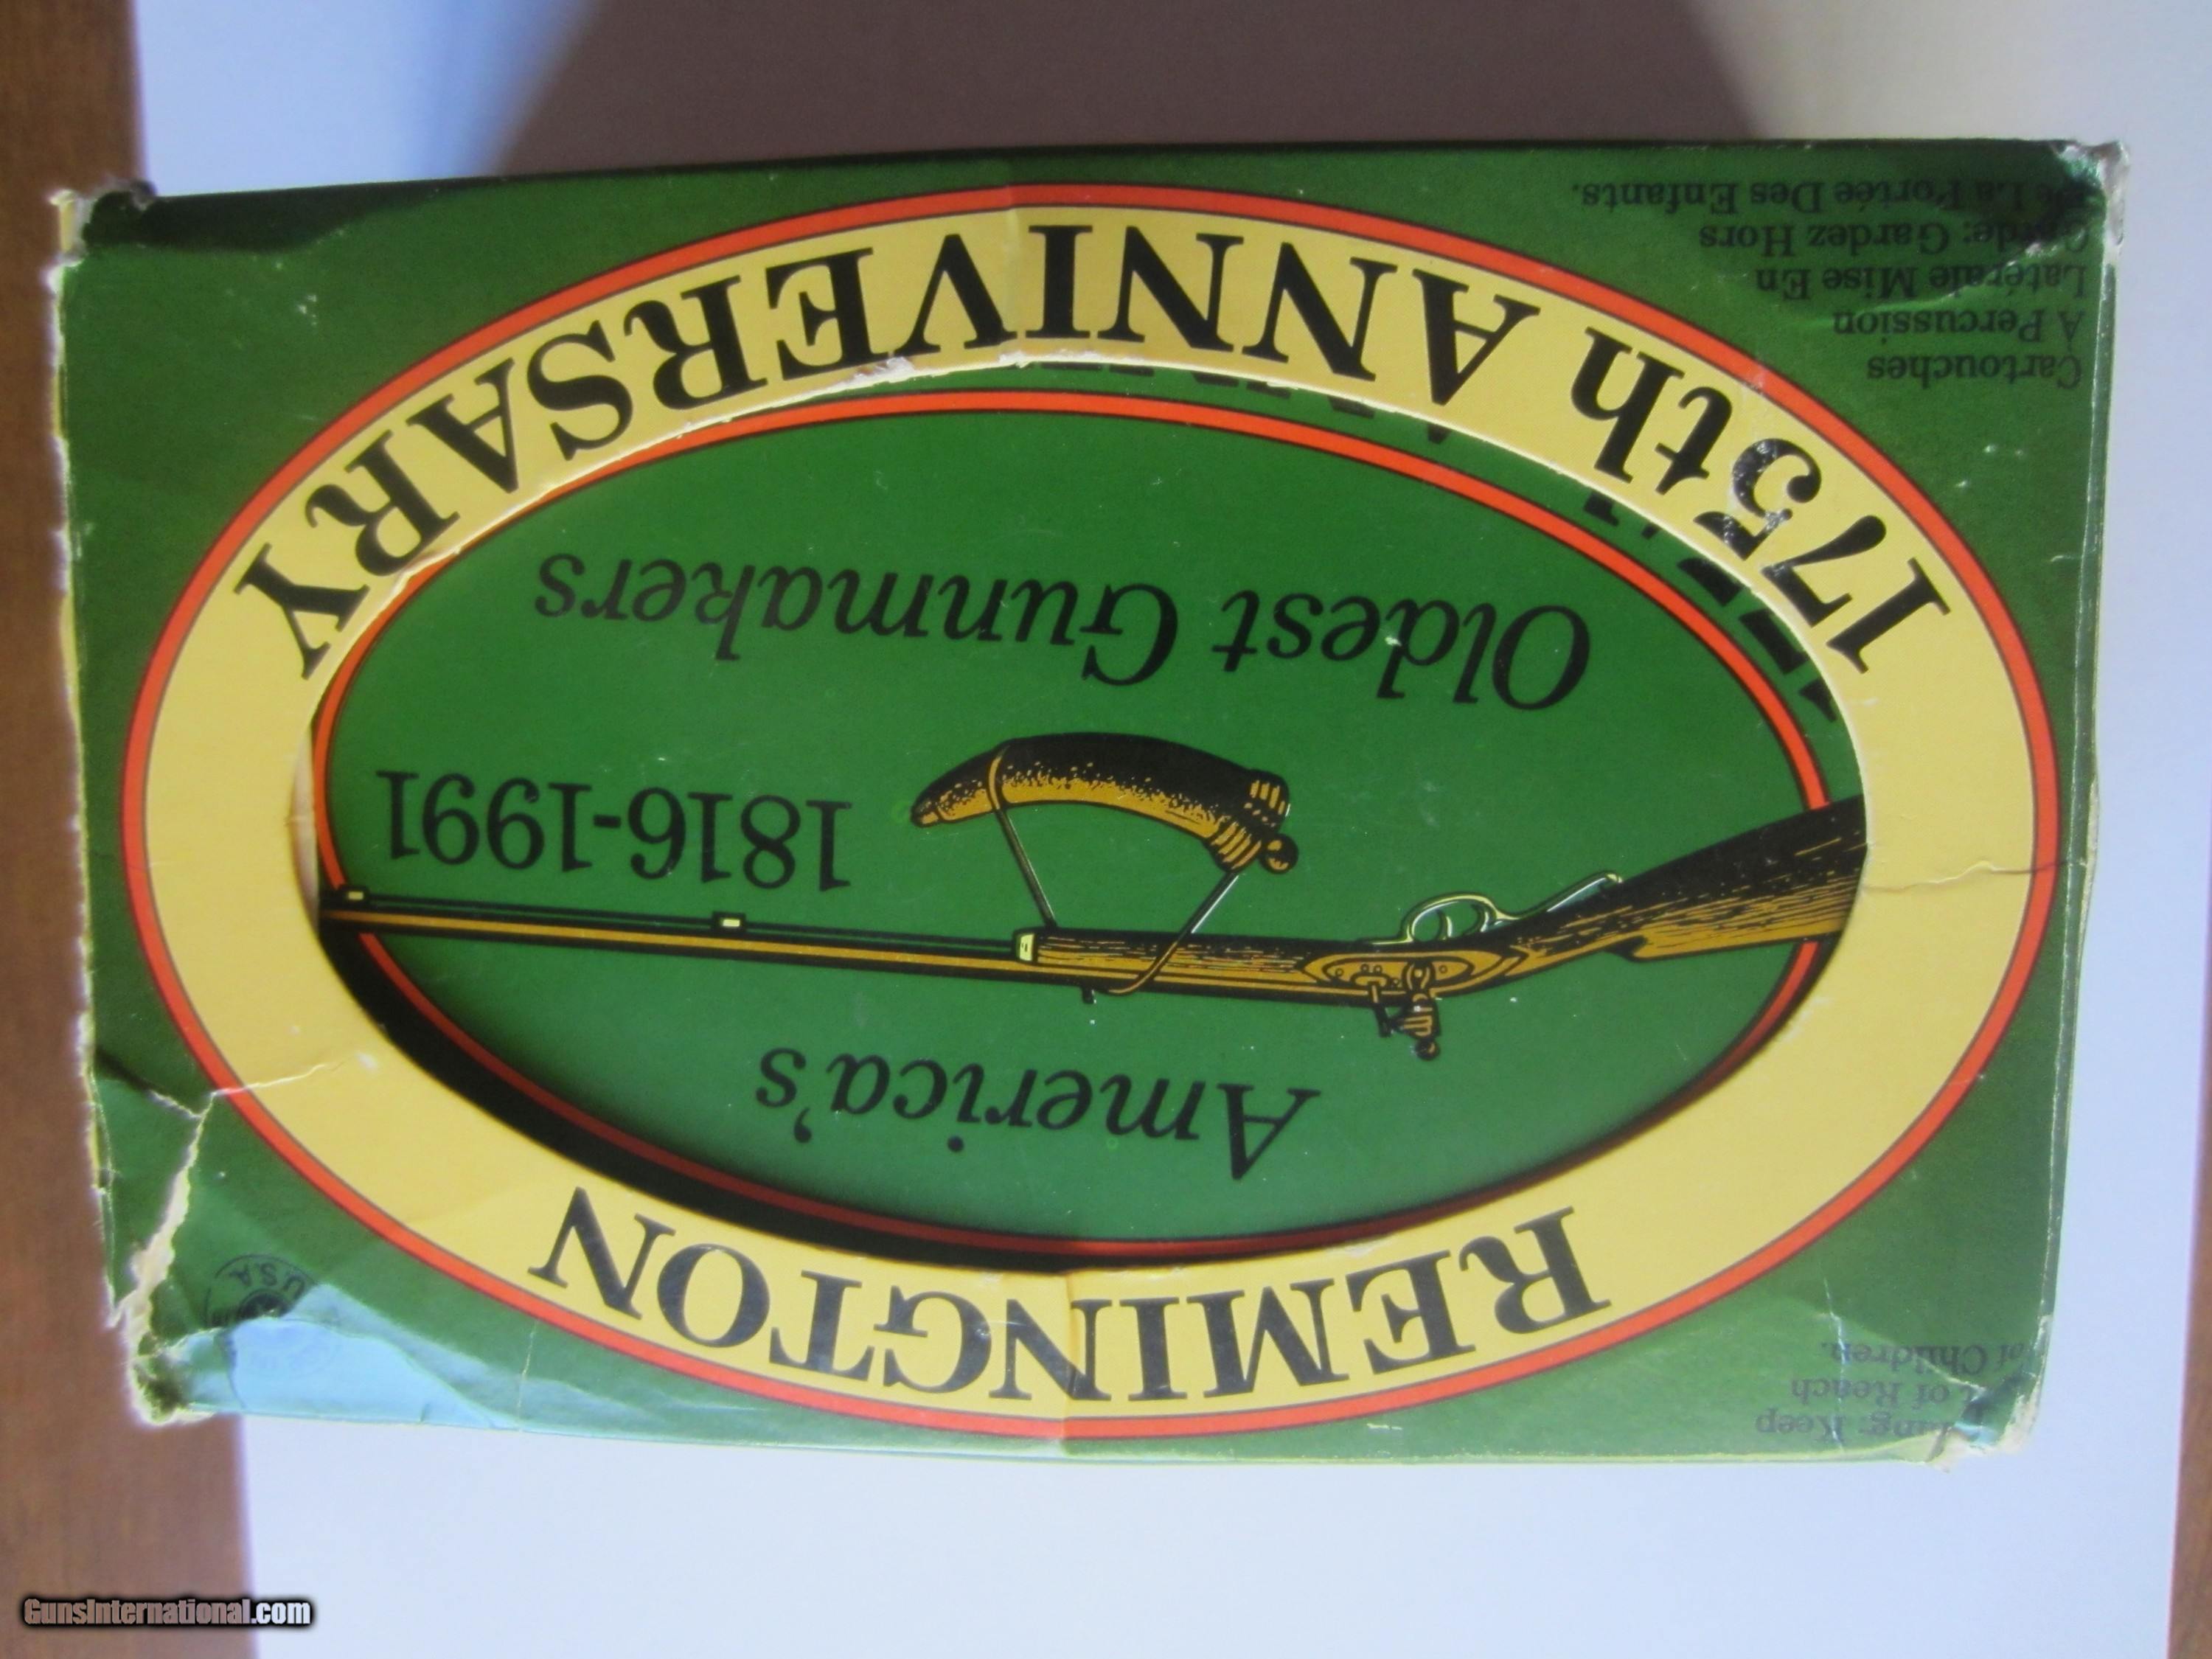 Keep
of Reach
of Children.
U.S.A.
REMINGTON
America's
1816-1991
Oldest Gunmakers
175th ANNIVERSARY
Cartouches
A Percussion
Latérale Mise En
Garde: Gardez Hors
De La Portée Des Enfants.
GunsInternational.com